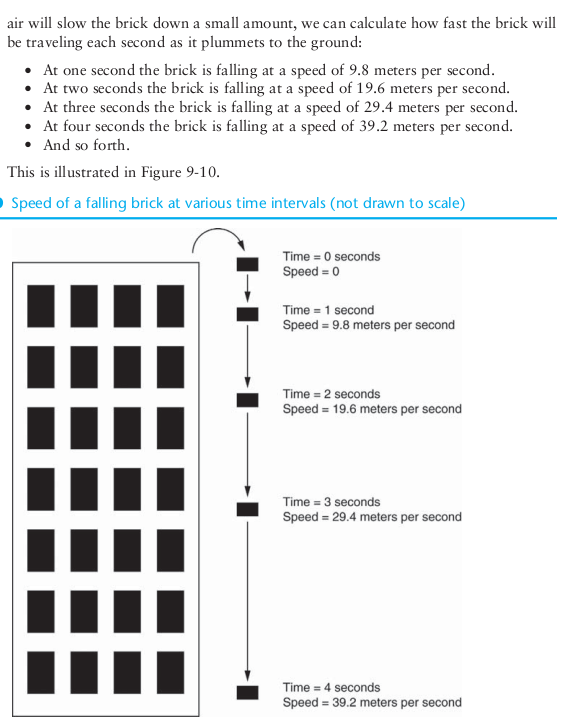 air will slow the brick down a small amount, we can calculate how fast the brick will
be traveling each second as it plummets to the ground:
• At one second the brick is falling at a speed of 9.8 meters per second.
• At two seconds the brick is falling at a speed of 19.6 meters per second.
• At three seconds the brick is falling at a speed of 29.4 meters per second.
• At four seconds the brick is falling at a speed of 39.2 meters per second.
• And so forth.
This is illustrated in Figure 9-10.
Speed of a falling brick at various time intervals (not drawn to scale)
Time = 0 seconds
Speed = 0
Time = 1 second
Speed = 9.8 meters per second
Time = 2 seconds
Speed = 19.6 meters per second
Time = 3 seconds
Speed = 29.4 meters per second
Time = 4 seconds
Speed = 39.2 meters per second